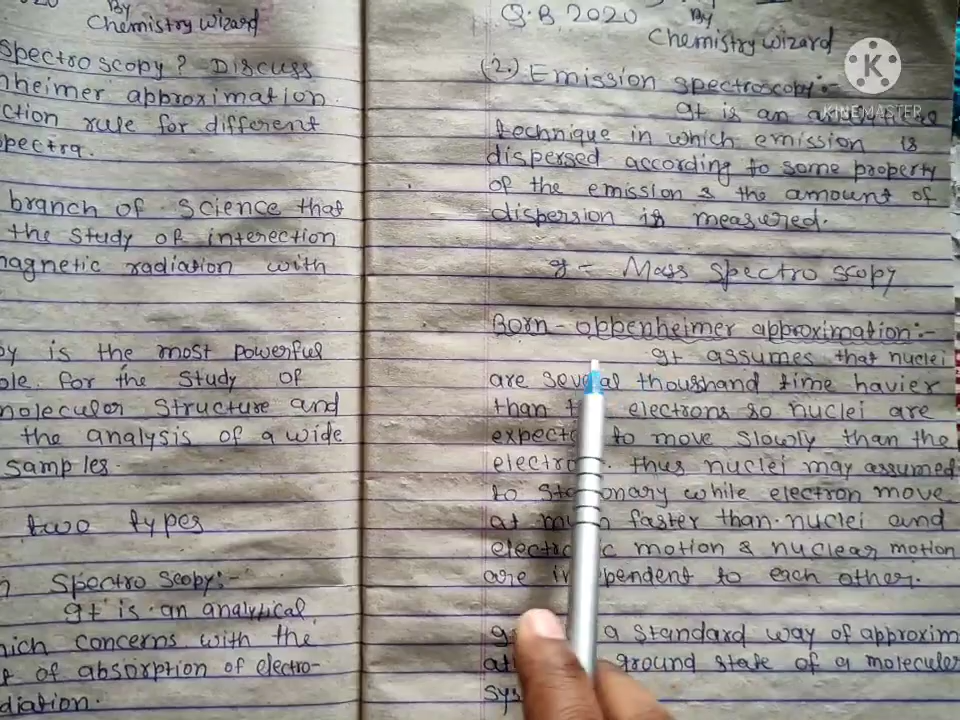 By
Chemistry wizard
spectroscopy? Discuss
nheimer approximation.
ction rule for different
pectra.
branch of science that
the study of interection
magnetic radiation with
py is the most powerful
ole for the study of
molecular structure and
the analysis of a wide
samples.
two types
n Spectroscopy:-
It is an analytical
hich concerns with the
of absorption of electro-
diation.
Q.B 2020 By
Chemistry wizard
KINEMASTER
(2) Emission spectroscopy:-
It is an
technique in which emission is
dispersed according to some property
of the emission & the amount of
dispersion is measured.
g = Mass spectroscopy
Born-oppenheimer approximation:-
It assumes that nuclei
are several thoushand time havier
than electrons so nuclei are
to move slowly than the
thus nuclei may assumed
to while electron move
at faster than nuclei and
motion & nuclear motion
are to each other.
a standard way of approxim
ground state of a molecular
sys